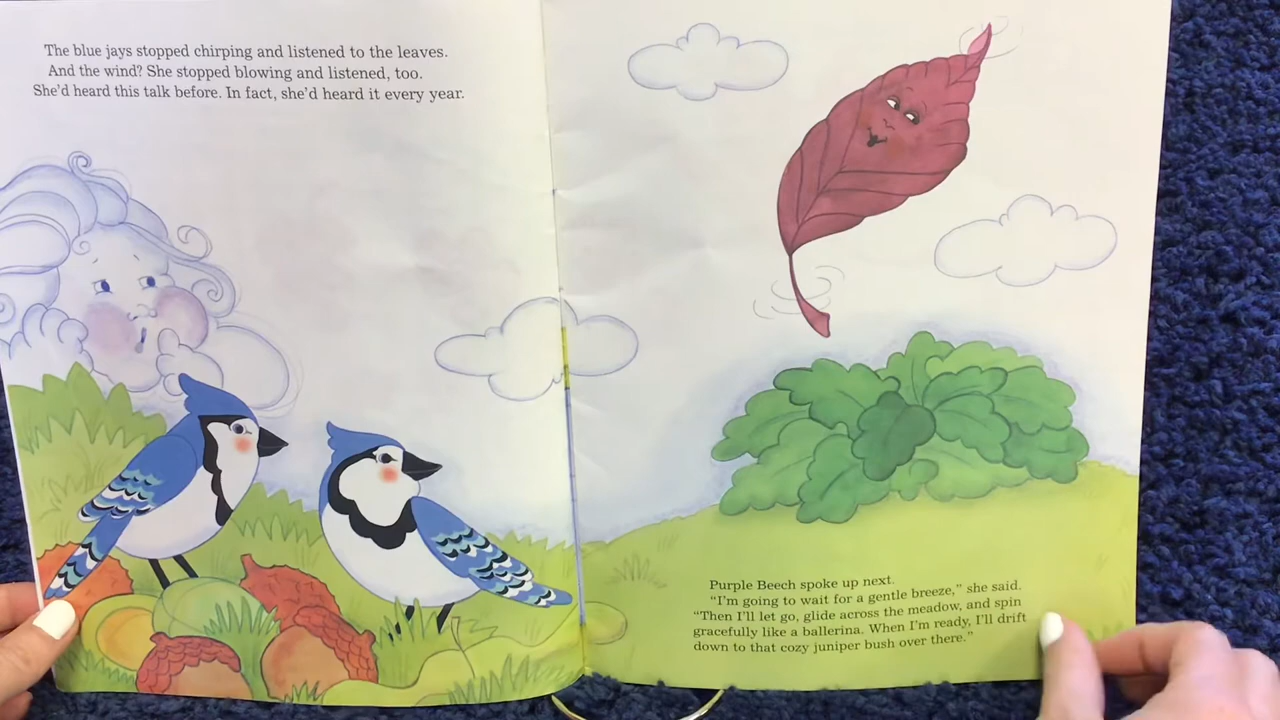 The blue jays stopped chirping and listened to the leaves.
And the wind? She stopped blowing and listened, too.
She'd heard this talk before. In fact, she'd heard it every year.
Purple Beech spoke up next.
"I'm going to wait for a gentle breeze," she said.
"Then I'll let go, glide across the meadow, and spin
gracefully like a ballerina. When I'm ready, I'll drift
down to that cozy juniper bush over there."